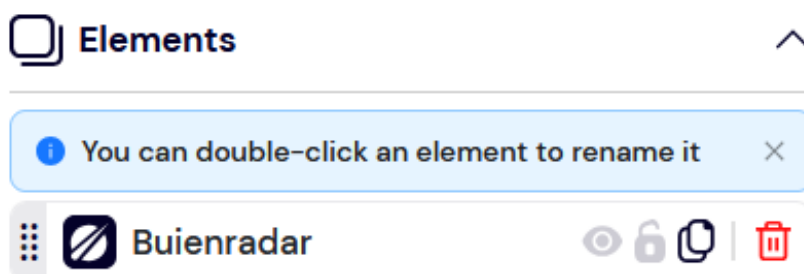 Elements
You can double-click an element to rename it
Buienradar